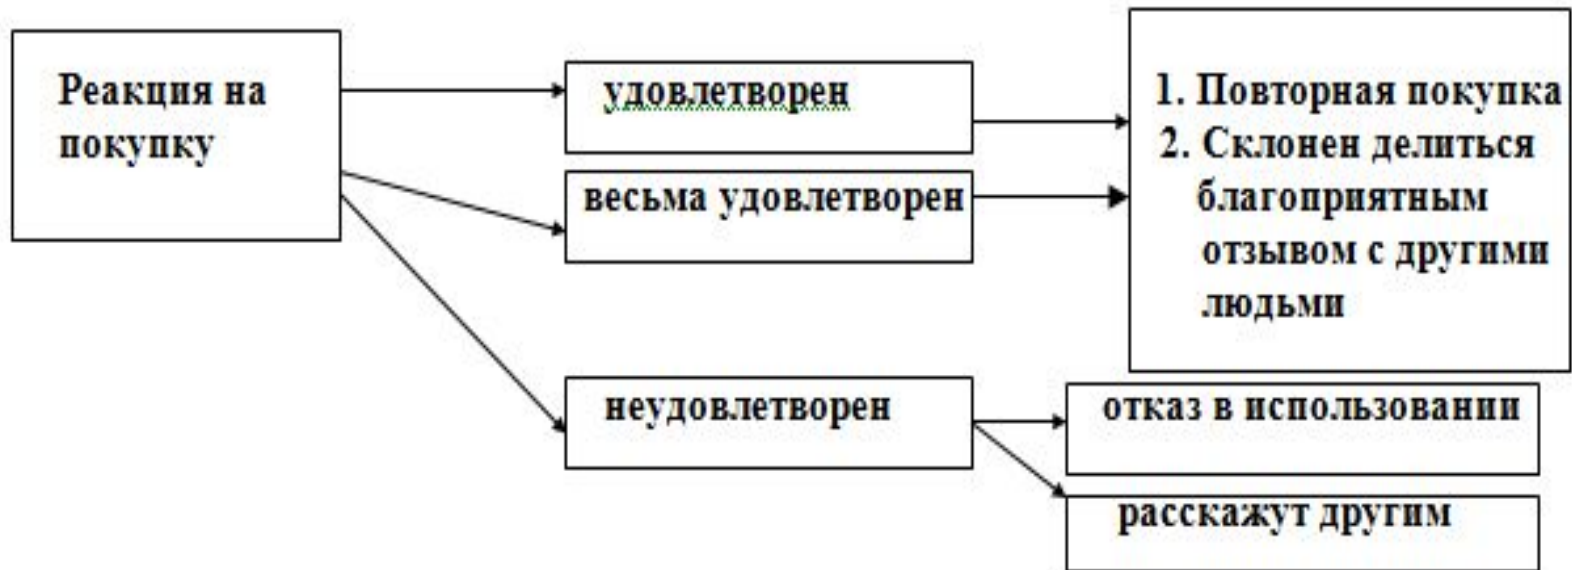 Реакция на
покупку
удовлетворен
весьма удовлетворен
неудовлетворен
1. Повторная покупка
2. Склонен делиться
благоприятным
отзывом с другими
людьми
отказ в использовании
расскажут другим